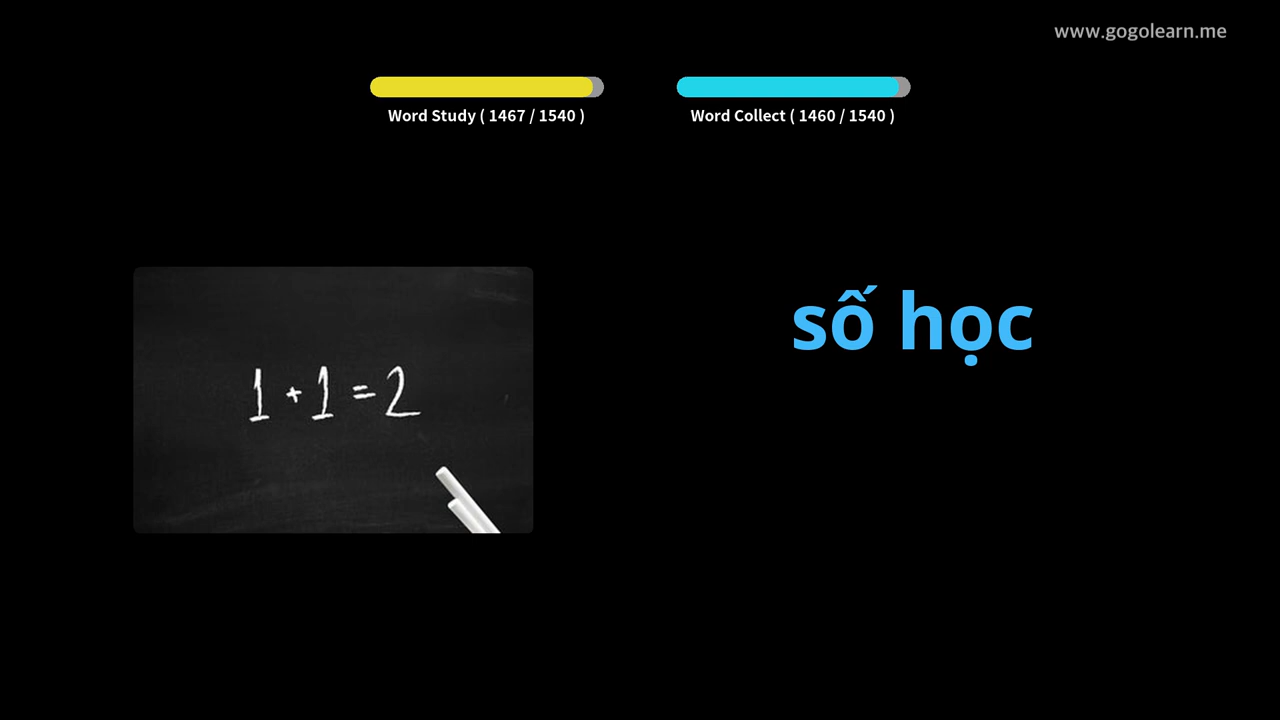 www.gogolearn.me
Word Study ( 1467 / 1540 )
Word Collect ( 1460 / 1540 )
số học
1 + 1 = 2